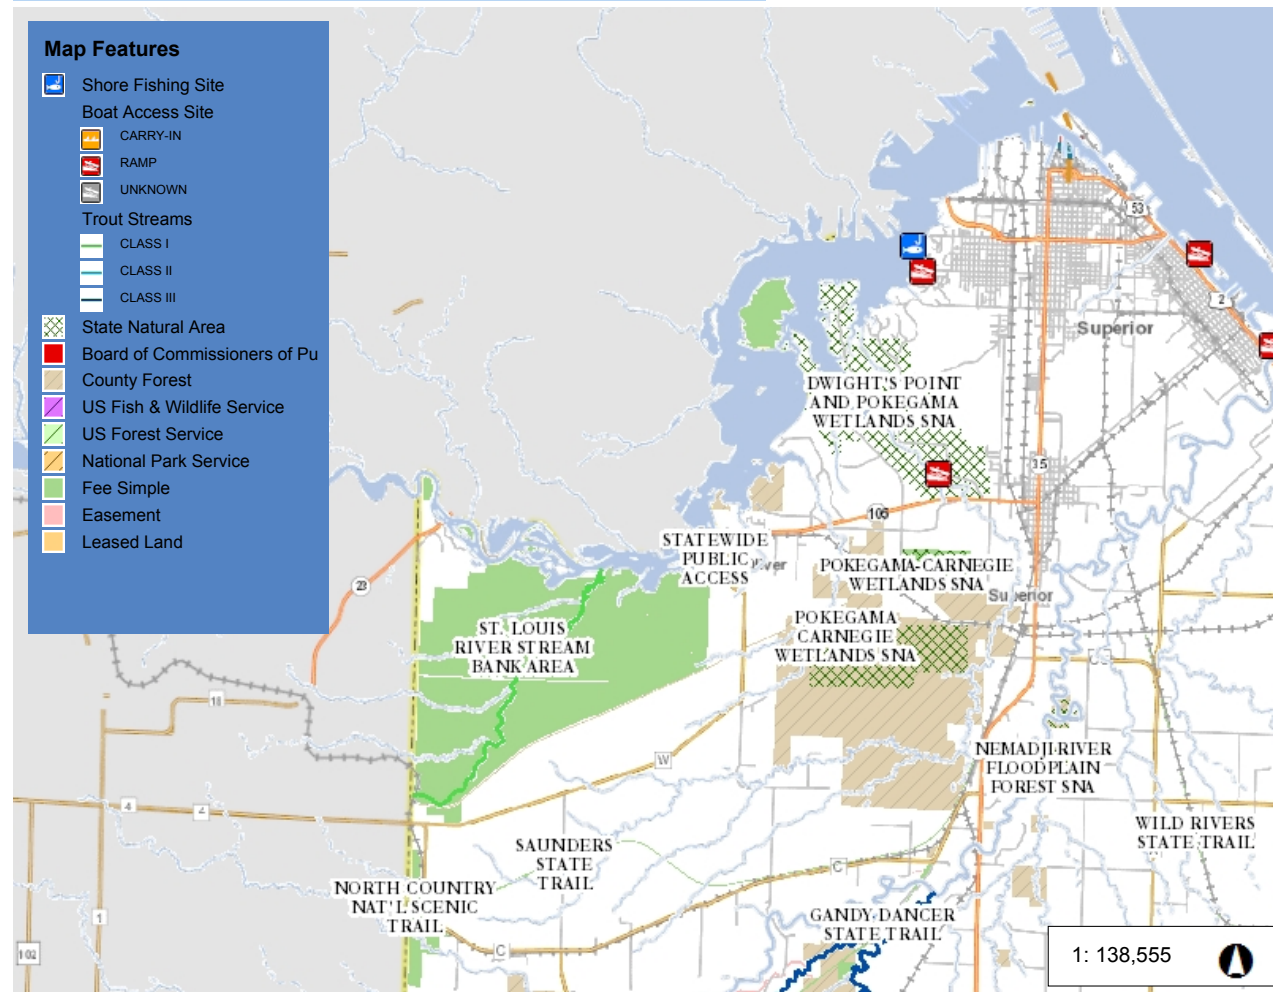 Map Features
Shore Fishing Site
Boat Access Site
CARRY-IN
RAMP
UNKNOWN
Trout Streams
CLASS I
CLASS II
CLASS III
State Natural Area
Board of Commissioners of Pu
County Forest
US Fish & Wildlife Service
US Forest Service
National Park Service
Fee Simple
Easement
Leased Land
53
2
Superior
DWIGHT'S POINT
AND POKEGAMA
WETLANDS SNA
35
105
STATEWIDE
PUBLIC
ACCESS
POKEGAMA-CARNEGIE
WETLANDS SNA
Superior
23
ST. LOUIS
RIVER STREAM
BANK AREA
POKEGAMA
CARNEGIE
WETLANDS SNA
18
W
NEMADJI RIVER
FLOODPLAIN
FOREST SNA
4
4
WILD RIVERS
STATE TRAIL
SAUNDERS
STATE
TRAIL
C
NORTH COUNTRY
NAT'L SCENIC
TRAIL
1
GANDY DANCER
STATE TRAIL
102
C
1: 138,555